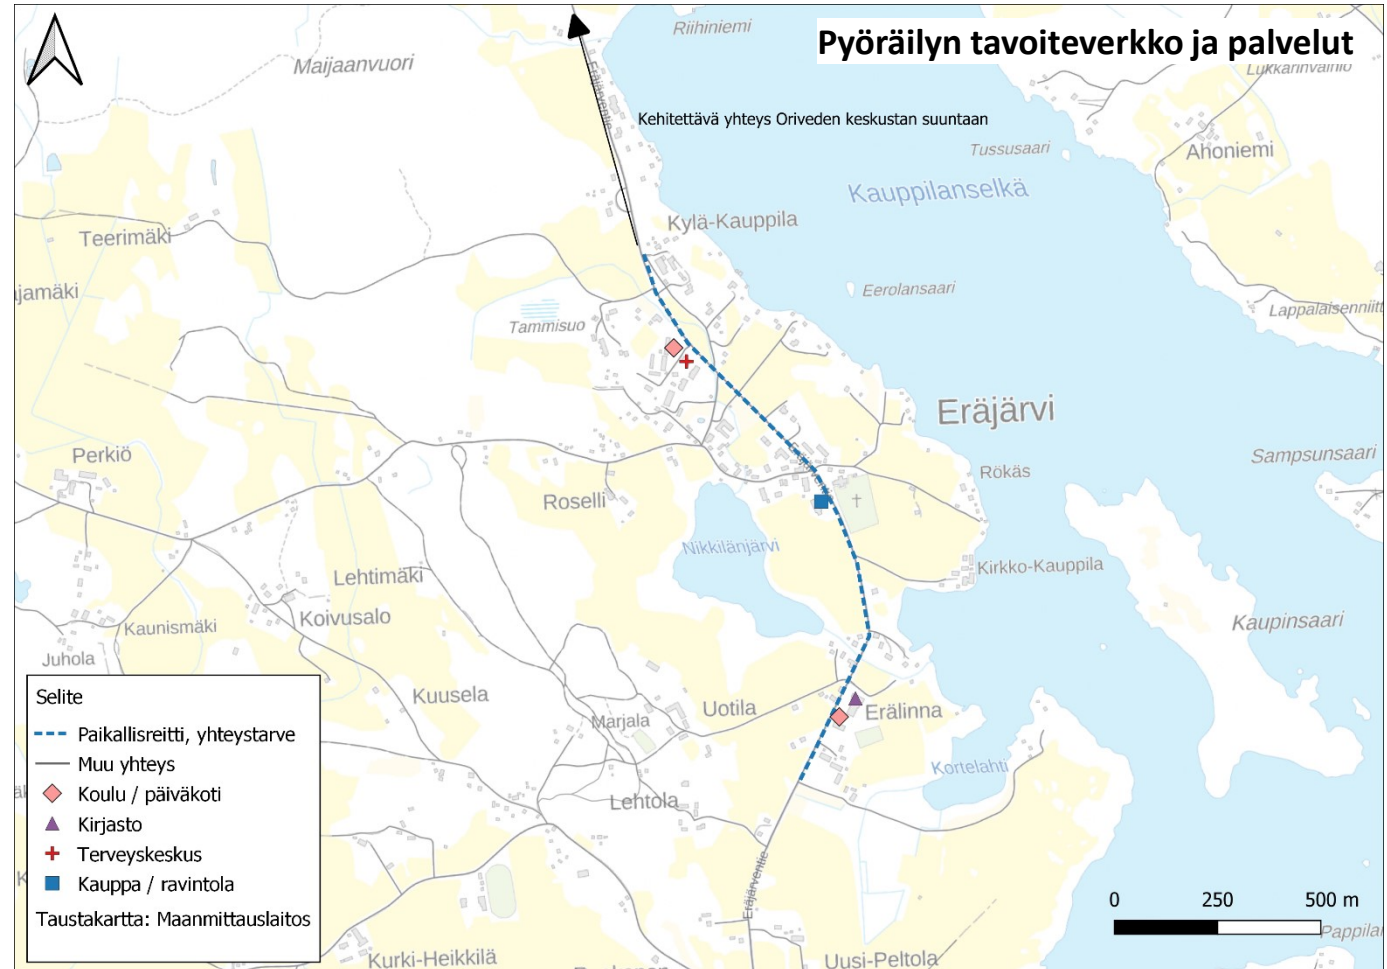 Pyöräilyn tavoiteverkko ja palvelut
Riihiniemi
Maijaanvuori
Eräjärventie
Kehitettävä yhteys Oriveden keskustan suuntaan
Tussusaari
Ahoniemi
Kauppilanselkä
Kylä-Kauppila
Teerimäki
Eerolansaari
ajamäki
Lappalaisenniitt
Tammisuo
Eräjärvi
Perkiö
Sampsunsaari
Rökäs
Roselli
Nikkilänjärvi
Kirkko-Kauppila
Lehtimäki
Koivusalo
Kaunismäki
Kaupinsaari
Juhola
Kuusela
Uotila
Erälinna
Marjala
Kortelahti
Lehtola
Eräjärventie
Kurki-Heikkilä
Uusi-Peltola
Selite
Paikallisreitti, yhteystarve
Muu yhteys
Koulu / päiväkoti
Kirjasto
Terveyskeskus
Kauppa / ravintola
Taustakartta: Maanmittauslaitos
0 250 500 m